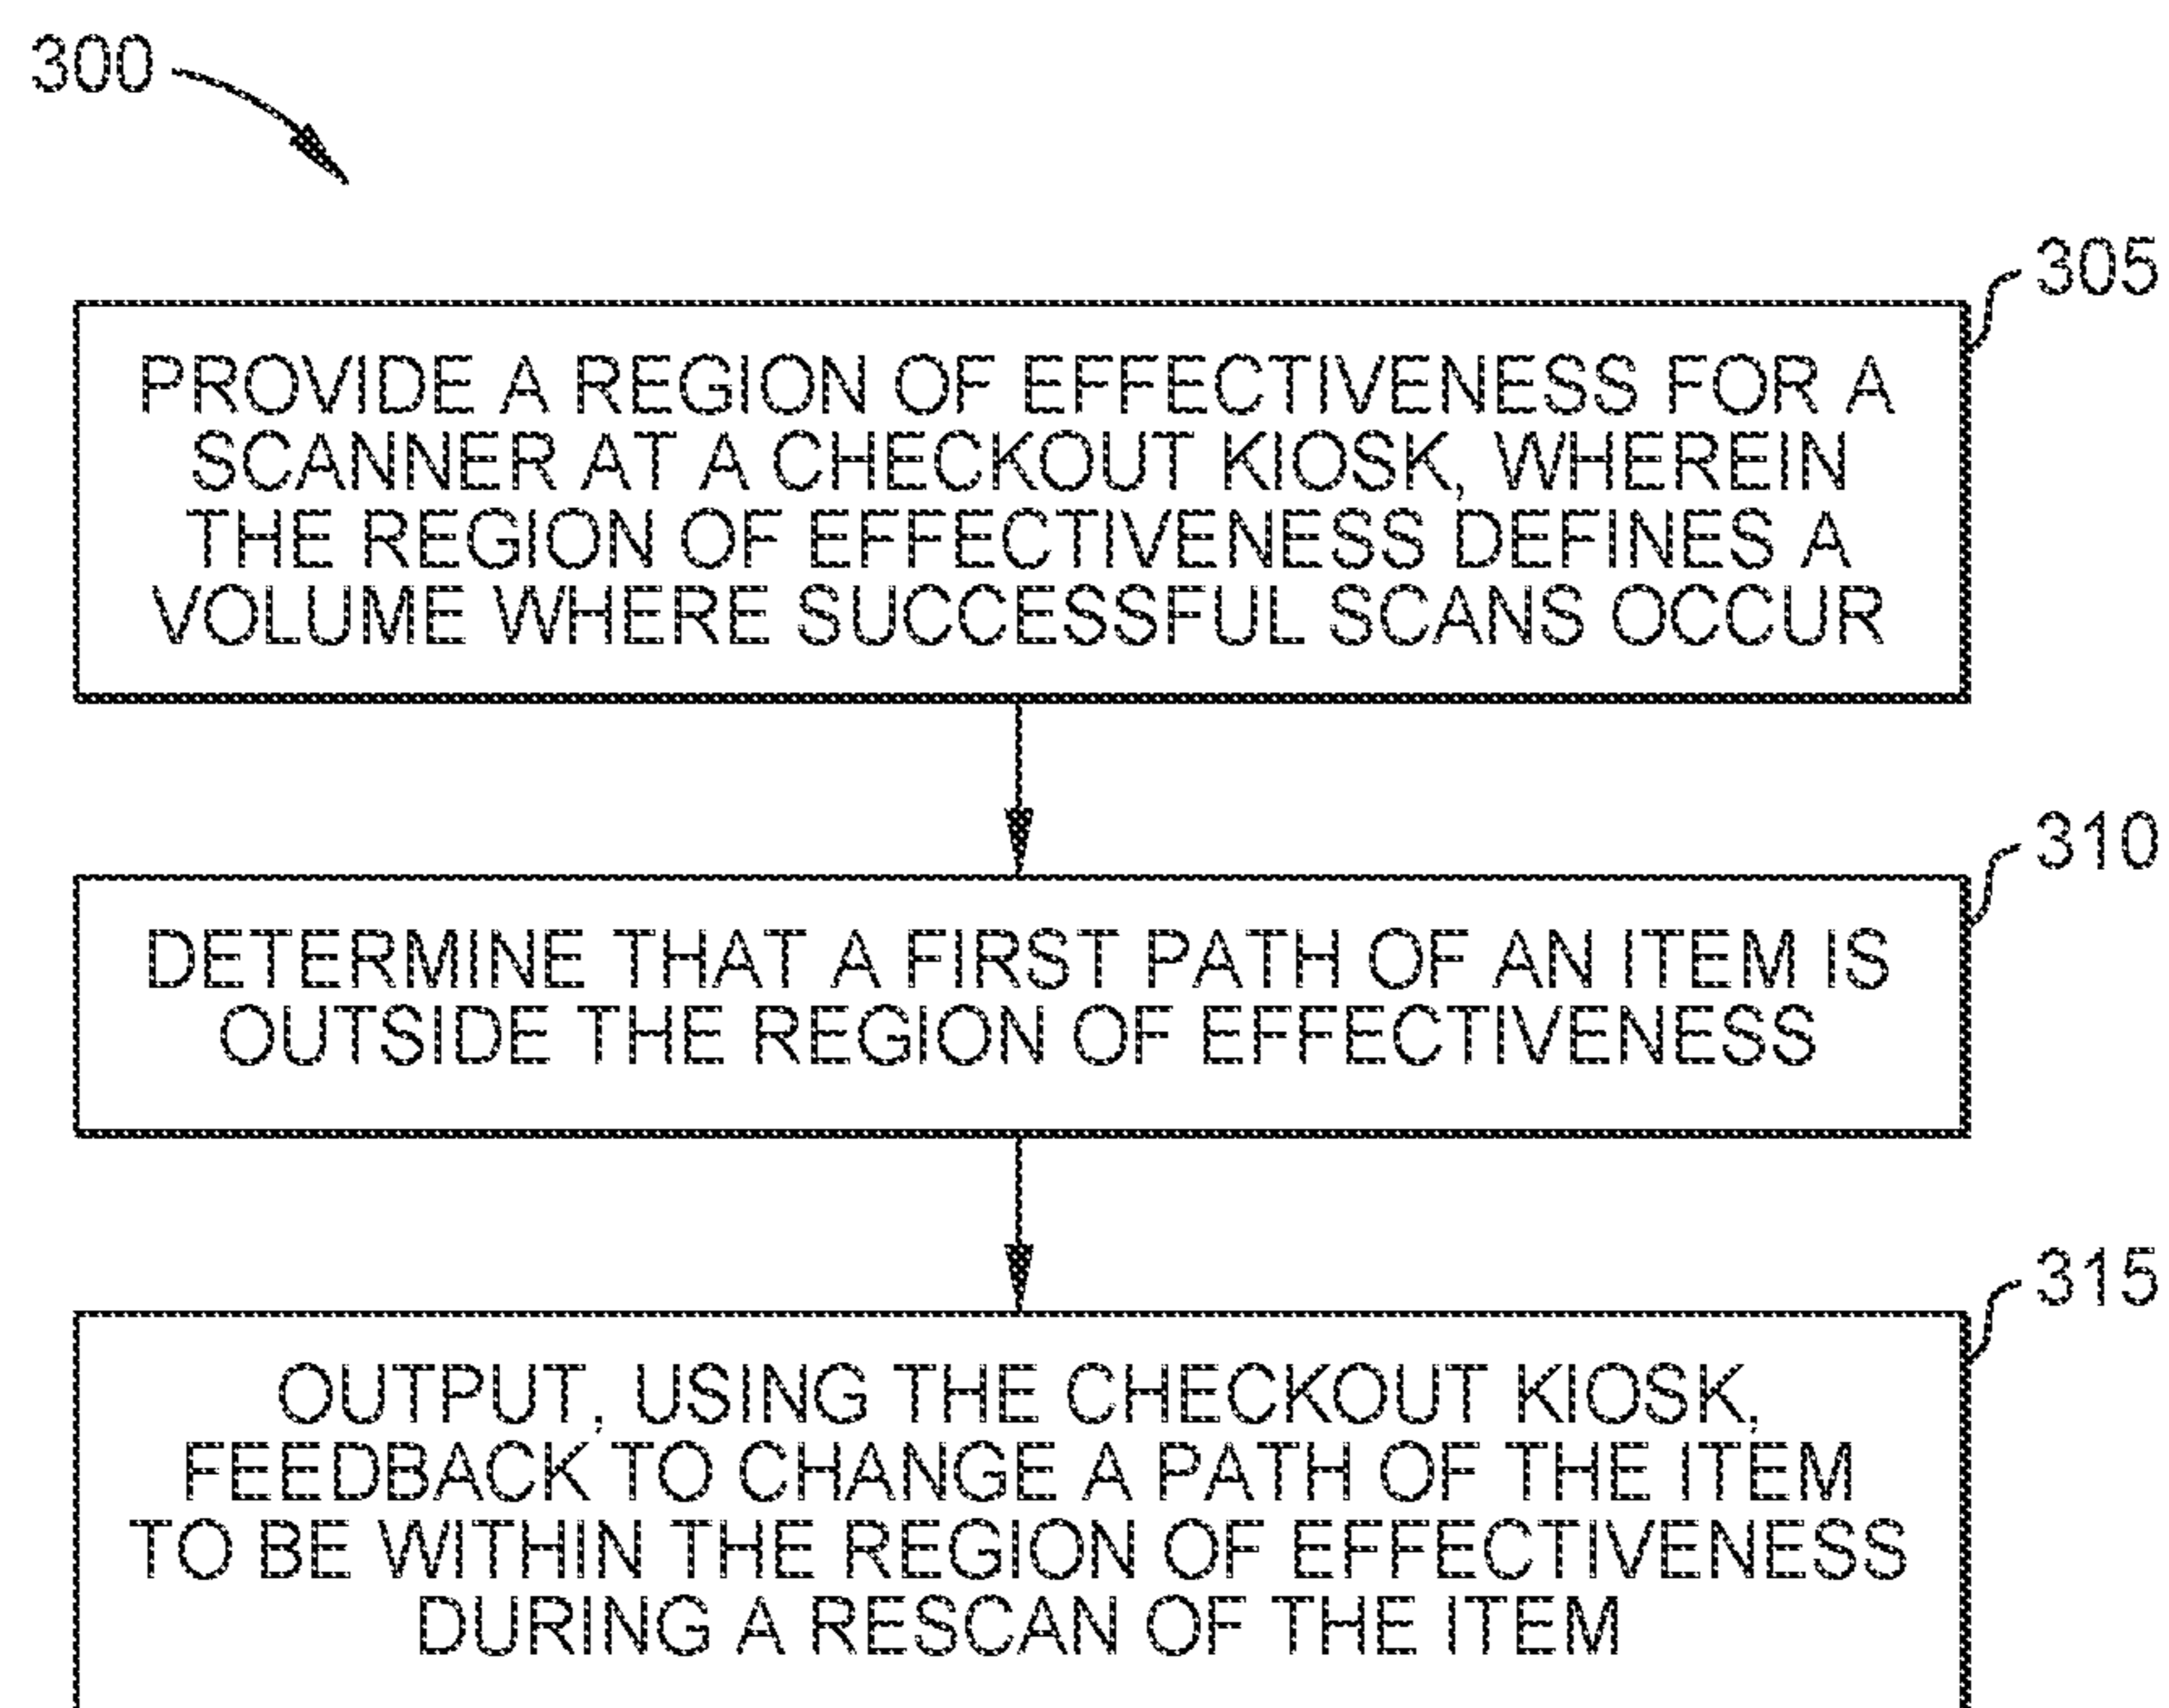 300
305
PROVIDE A REGION OF EFFECTIVENESS FOR A
SCANNER AT A CHECKOUT KIOSK, WHEREIN
THE REGION OF EFFECTIVENESS DEFINES A
VOLUME WHERE SUCCESSFUL SCANS OCCUR
310
DETERMINE THAT A FIRST PATH OF AN ITEM IS
OUTSIDE THE REGION OF EFFECTIVENESS
315
OUTPUT, USING THE CHECKOUT KIOSK,
FEEDBACK TO CHANGE A PATH OF THE ITEM
TO BE WITHIN THE REGION OF EFFECTIVENESS
DURING A RESCAN OF THE ITEM